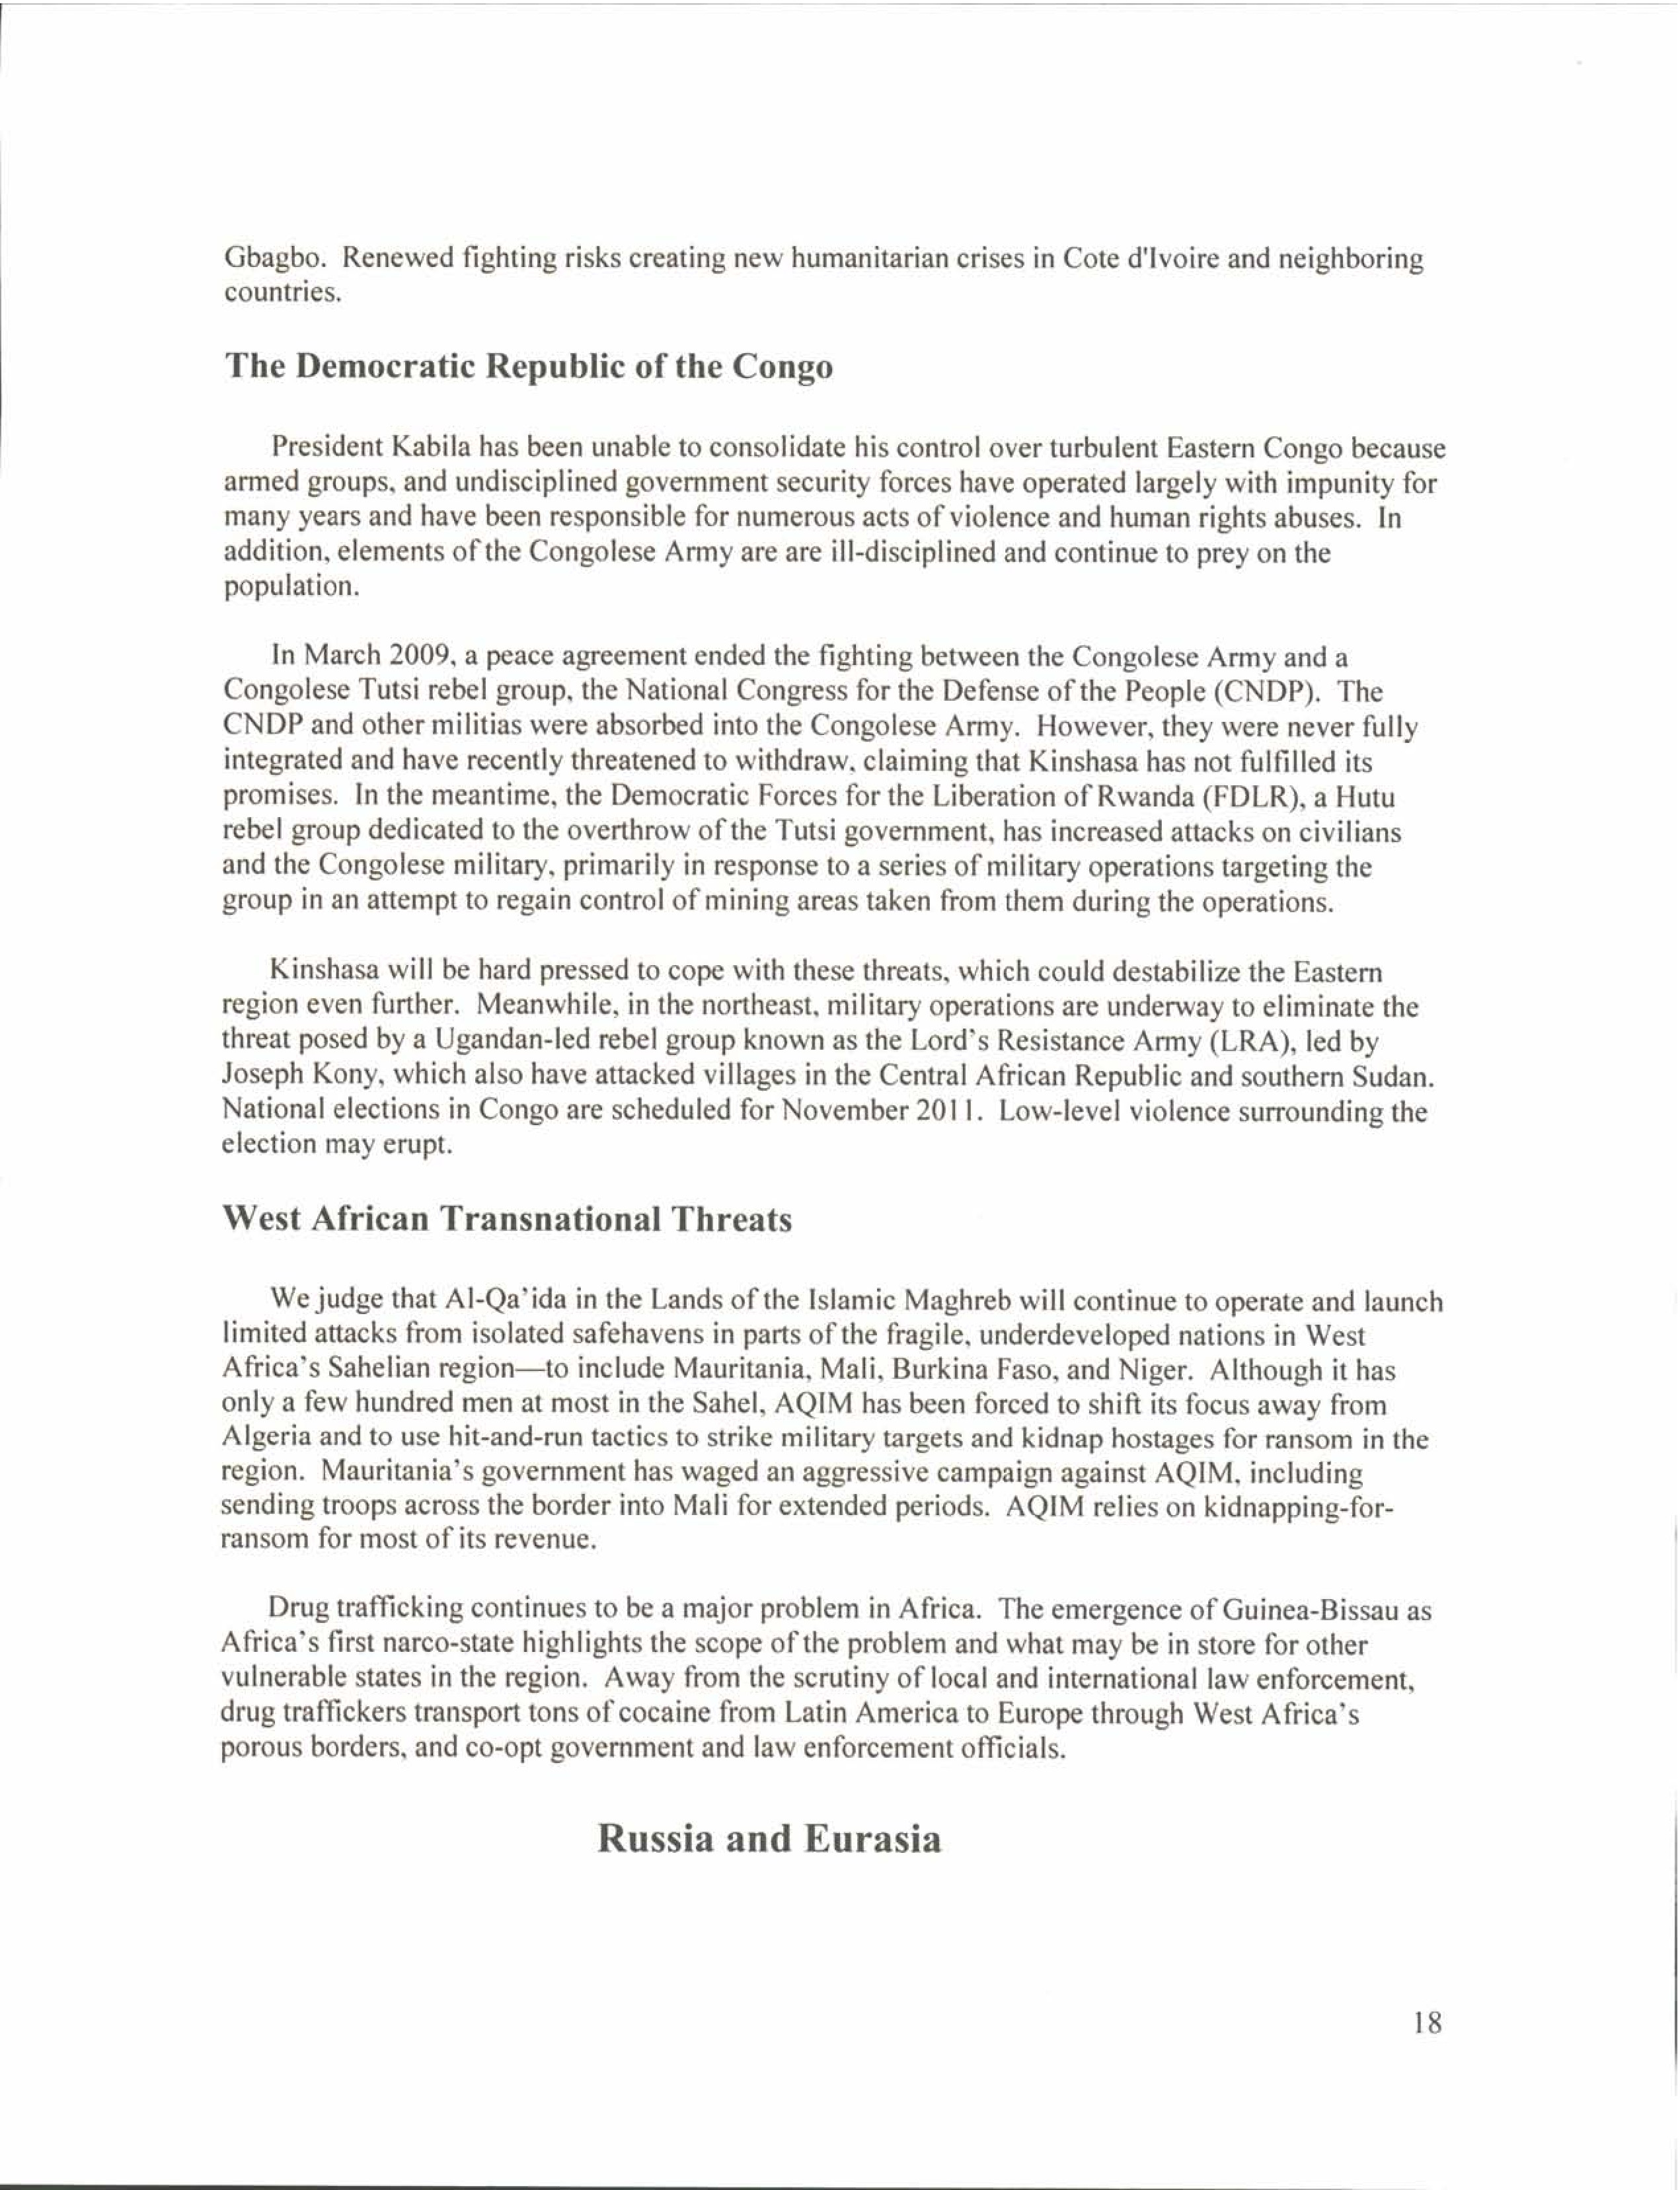 Gbagbo. Renewed fighting risks creating new humanitarian crises in Cote d'Ivoire and neighboring
countries.
The Democratic Republic of the Congo
President Kabila has been unable to consolidate his control over turbulent Eastern Congo because
armed groups, and undisciplined government security forces have operated largely with impunity for
many years and have been responsible for numerous acts of violence and human rights abuses. In
addition, elements of the Congolese Army are are ill-disciplined and continue to prey on the
population.
In March 2009, a peace agreement ended the fighting between the Congolese Army and a
Congolese Tutsi rebel group, the National Congress for the Defense of the People (CNDP). The
CNDP and other militias were absorbed into the Congolese Army. However, they were never fully
integrated and have recently threatened to withdraw, claiming that Kinshasa has not fulfilled its
promises. In the meantime, the Democratic Forces for the Liberation of Rwanda (FDLR), a Hutu
rebel group dedicated to the overthrow of the Tutsi government, has increased attacks on civilians
and the Congolese military, primarily in response to a series of military operations targeting the
group in an attempt to regain control of mining areas taken from them during the operations.
Kinshasa will be hard pressed to cope with these threats, which could destabilize the Eastern
region even further. Meanwhile, in the northeast, military operations are underway to eliminate the
threat posed by a Ugandan-led rebel group known as the Lord's Resistance Army (LRA), led by
Joseph Kony, which also have attacked villages in the Central African Republic and southern Sudan.
National elections in Congo are scheduled for November 2011. Low-level violence surrounding the
election may erupt.
West African Transnational Threats
We judge that Al-Qa'ida in the Lands of the Islamic Maghreb will continue to operate and launch
limited attacks from isolated safehavens in parts of the fragile, underdeveloped nations in West
Africa's Sahelian region—to include Mauritania, Mali, Burkina Faso, and Niger. Although it has
only a few hundred men at most in the Sahel, AQIM has been forced to shift its focus away from
Algeria and to use hit-and-run tactics to strike military targets and kidnap hostages for ransom in the
region. Mauritania's government has waged an aggressive campaign against AQIM, including
sending troops across the border into Mali for extended periods. AQIM relies on kidnapping-for-
ransom for most of its revenue.
Drug trafficking continues to be a major problem in Africa. The emergence of Guinea-Bissau as
Africa's first narco-state highlights the scope of the problem and what may be in store for other
vulnerable states in the region. Away from the scrutiny of local and international law enforcement,
drug traffickers transport tons of cocaine from Latin America to Europe through West Africa's
porous borders, and co-opt government and law enforcement officials.
Russia and Eurasia
18